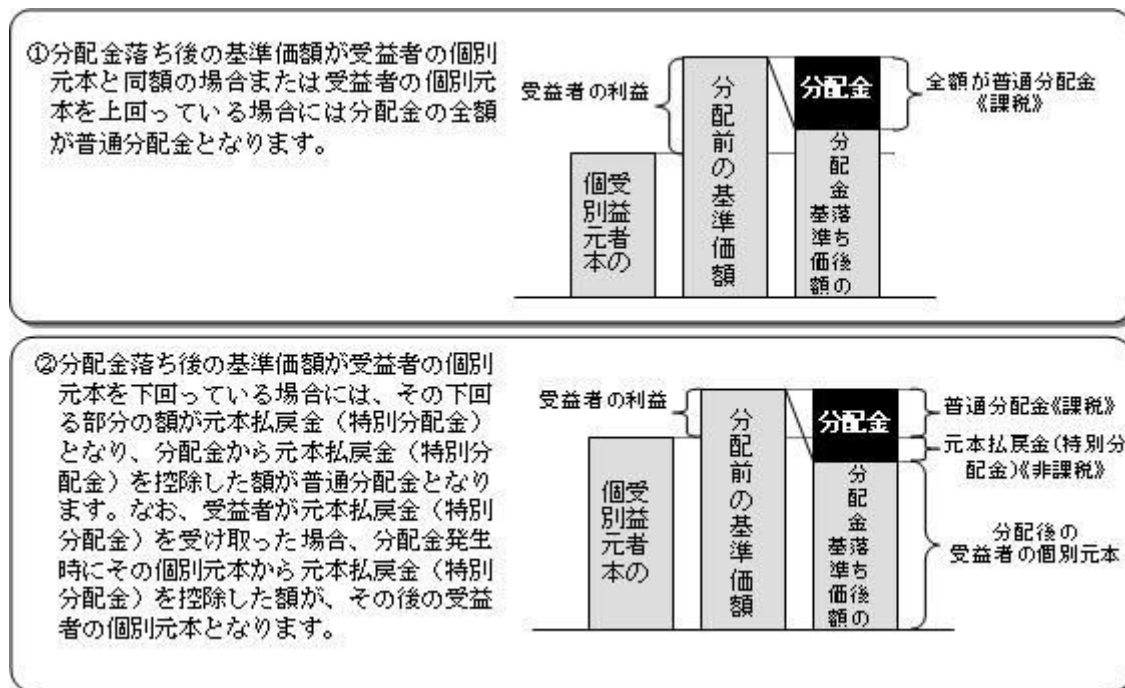 ①分配金落ち後の基準価額が受益者の個別
元本と同額の場合または受益者の個別元
本を上回っている場合には分配金の全額
が普通分配金となります。
受益者の利益
受益者の
個別元本
分配前の基準価額
分配金
分配金落ち後の
基準価額
全額が普通分配金
《課税》
②分配金落ち後の基準価額が受益者の個別
元本を下回っている場合には、その下回
る部分の額が元本払戻金（特別分配金）
となり、分配金から元本払戻金（特別分
配金）を控除した額が普通分配金となり
ます。なお、受益者が元本払戻金（特別
分配金）を受け取った場合、分配金発生
時にその個別元本から元本払戻金（特別
分配金）を控除した額が、その後の受益
者の個別元本となります。
受益者の利益
受益者の
個別元本
分配前の基準価額
分配金
分配金落ち後の
基準価額
普通分配金《課税》
元本払戻金（特別分
配金）《非課税》
分配後の
受益者の個別元本